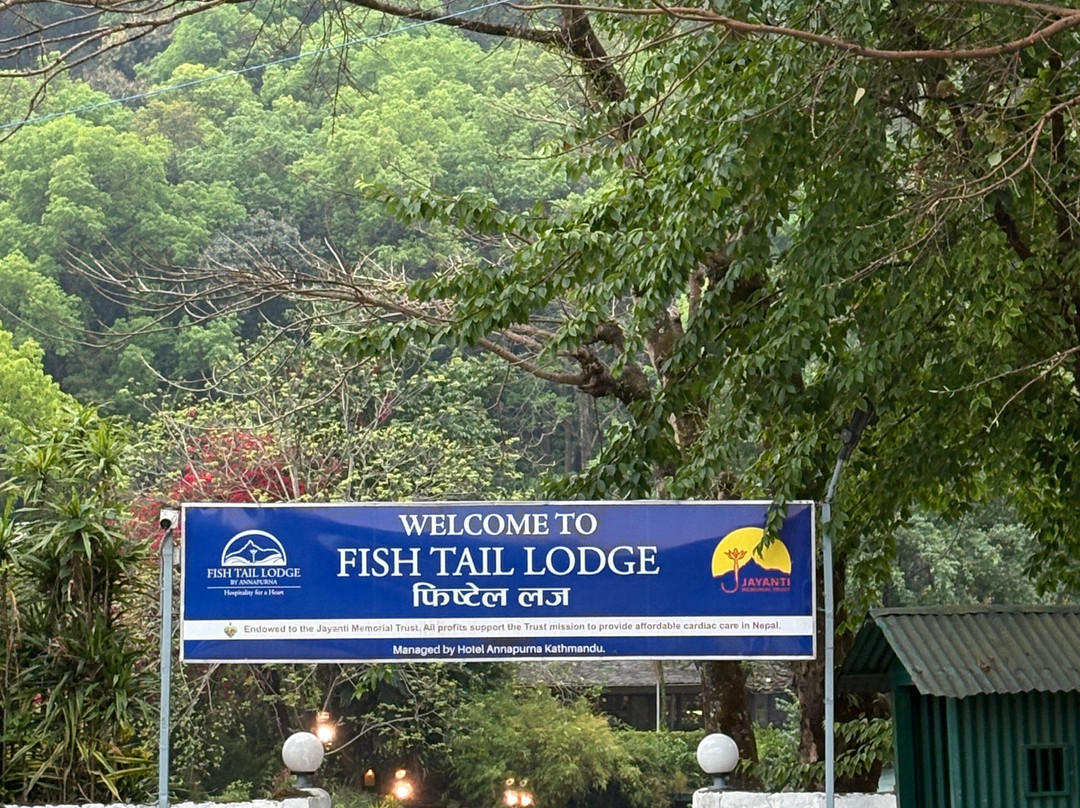 WELCOME TO
FISH TAIL LODGE
फिष्टेल लज
FISH TAIL LODGE
BY ANNAPURNA
Hospitality for a Heart
JAYANTI
MEMORIAL TRUST
Endowed to the Jayanti Memorial Trust. All profits support the Trust mission to provide affordable cardiac care in Nepal.
Managed by Hotel Annapurna Kathmandu.